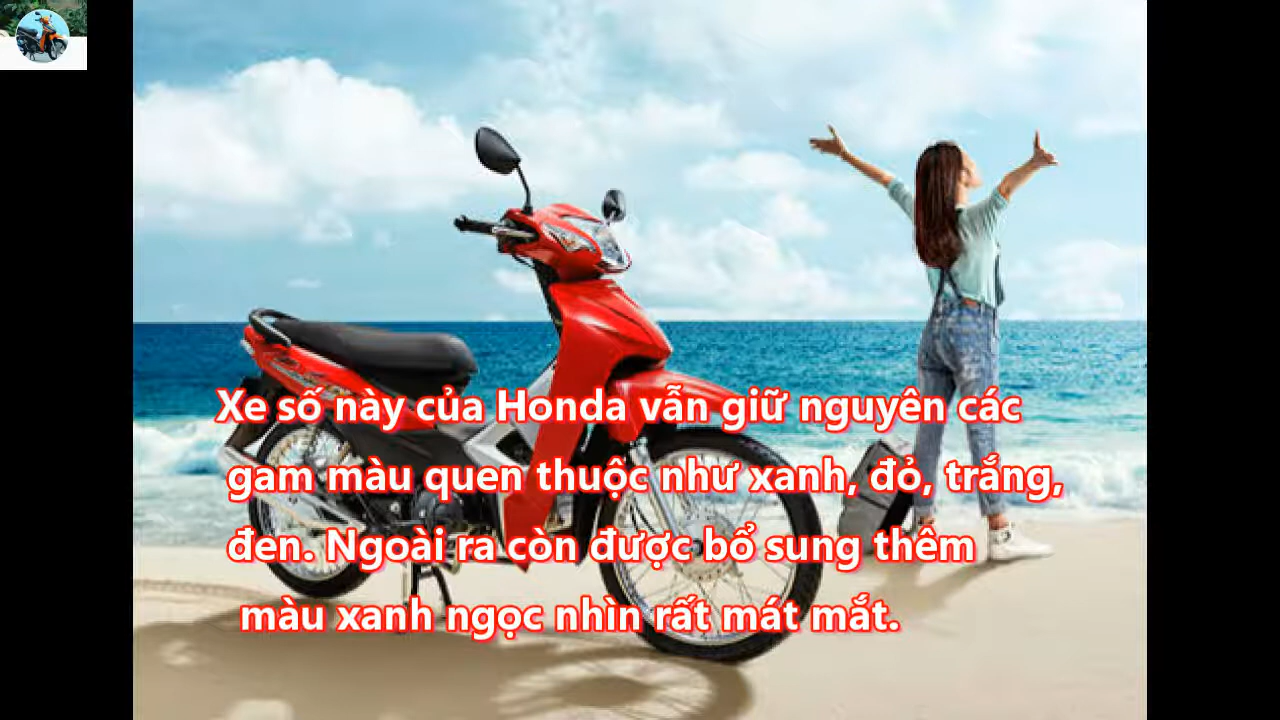 Xe số này của Honda vẫn giữ nguyên các
gam màu quen thuộc như xanh, đỏ, trắng,
đen. Ngoài ra còn được bổ sung thêm
màu xanh ngọc nhìn rất mát mắt.